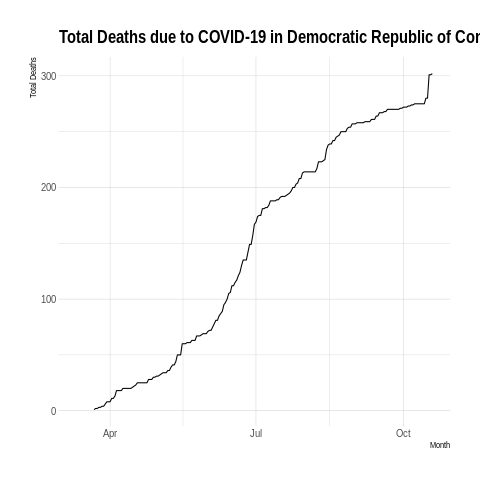 Total Deaths due to COVID-19 in Democratic Republic of Cor
Total Deaths
300
200
100
0
Apr
Jul
Oct
Month